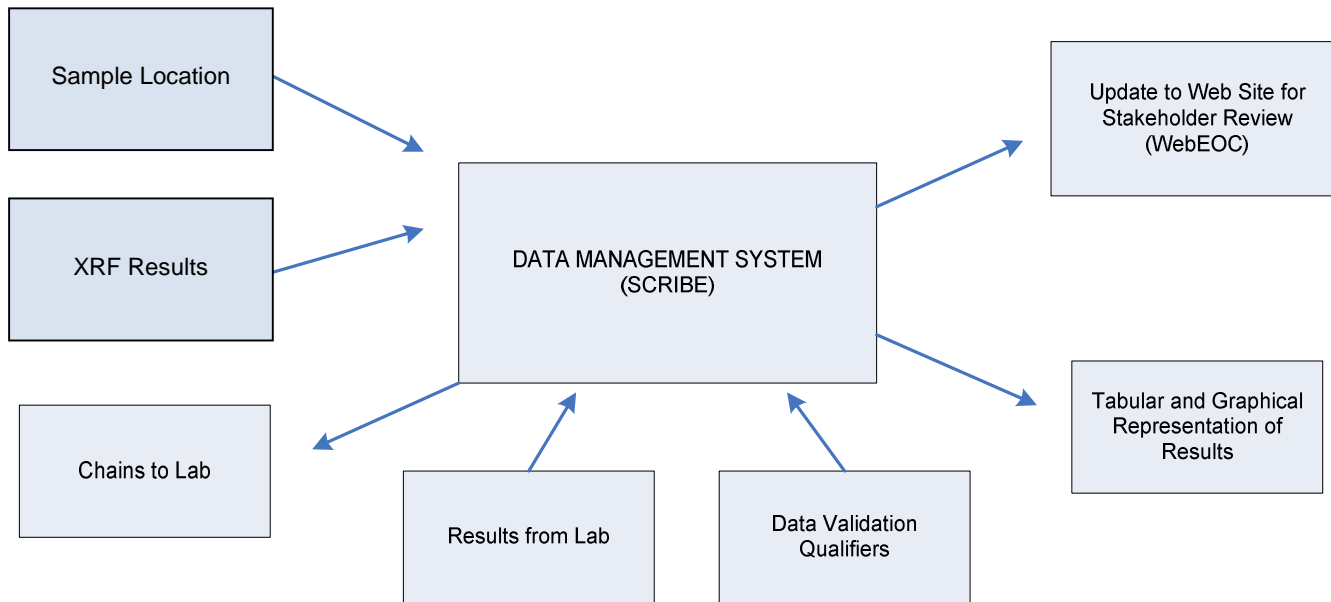 Sample Location
XRF Results
Chains to Lab
DATA MANAGEMENT SYSTEM
(SCRIBE)
Results from Lab
Data Validation
Qualifiers
Update to Web Site for
Stakeholder Review
(WebEOC)
Tabular and Graphical
Representation of
Results